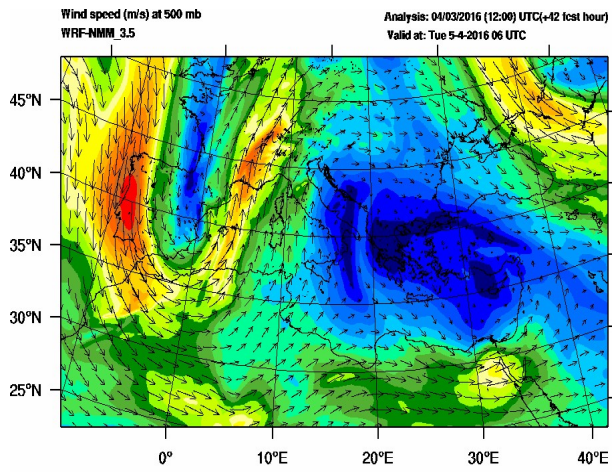 Wind speed (m/s) at 500 mb
WRF-NMM_3.5
Analysis: 04/03/2016 (12:00) UTC(+42 fcst hour)
Valid at: Tue 5-4-2016 06 UTC
45°N
40°N
35°N
30°N
25°N
0° 10°E 20°E 30°E 40°E